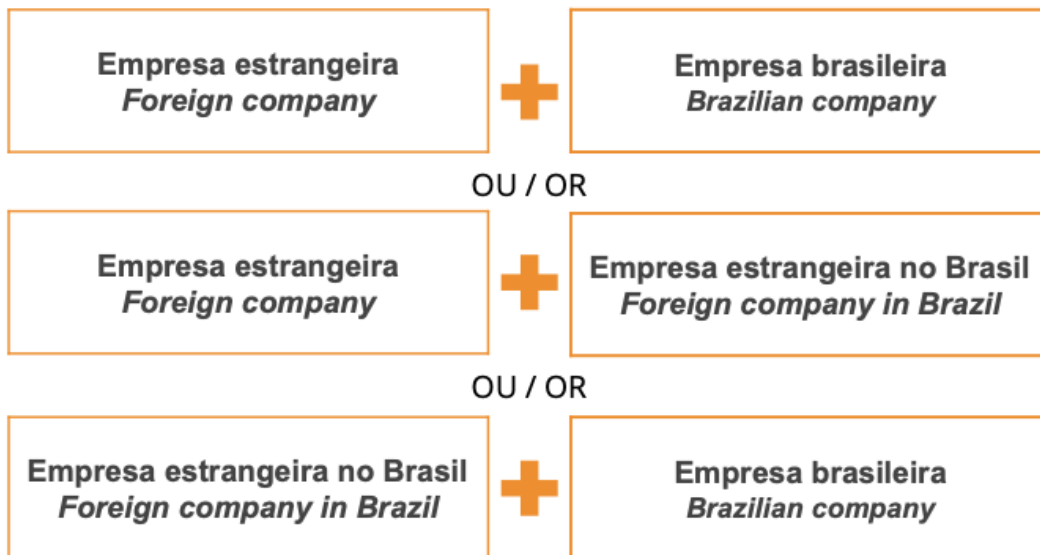 Empresa estrangeira
Foreign company
Empresa brasileira
Brazilian company
OU / OR
Empresa estrangeira
Foreign company
Empresa estrangeira no Brasil
Foreign company in Brazil
OU / OR
Empresa estrangeira no Brasil
Foreign company in Brazil
Empresa brasileira
Brazilian company